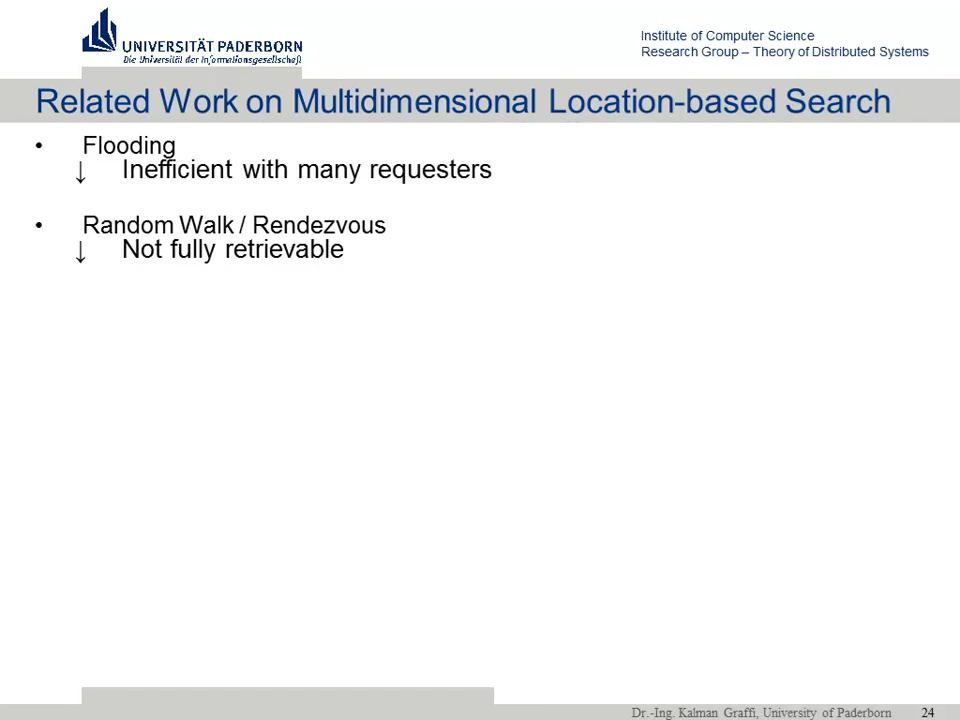 UNIVERSITÄT PADERBORN
Die Universität der Informationsgesellschaft
Institute of Computer Science
Research Group – Theory of Distributed Systems
Related Work on Multidimensional Location-based Search
• Flooding
↓ Inefficient with many requesters
• Random Walk / Rendezvous
↓ Not fully retrievable
Dr.-Ing. Kalman Graffi, University of Paderborn 24